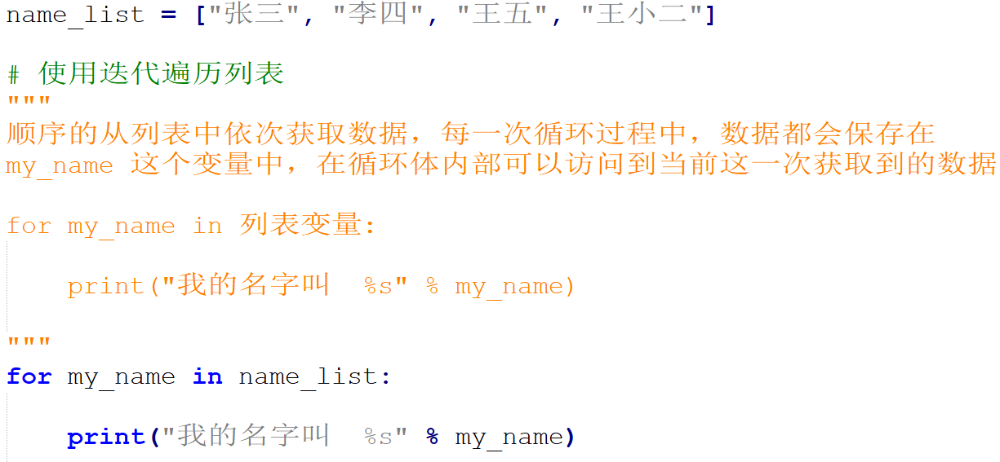 name_list = ["张三", "李四", "王五", "王小二"]
# 使用迭代遍历列表
"""
顺序的从列表中依次获取数据，每一次循环过程中，数据都会保存在
my_name 这个变量中，在循环体内部可以访问到当前这一次获取到的数据
for my_name in 列表变量:
    print("我的名字叫  %s" % my_name)
"""
for my_name in name_list:
    print("我的名字叫  %s" % my_name)